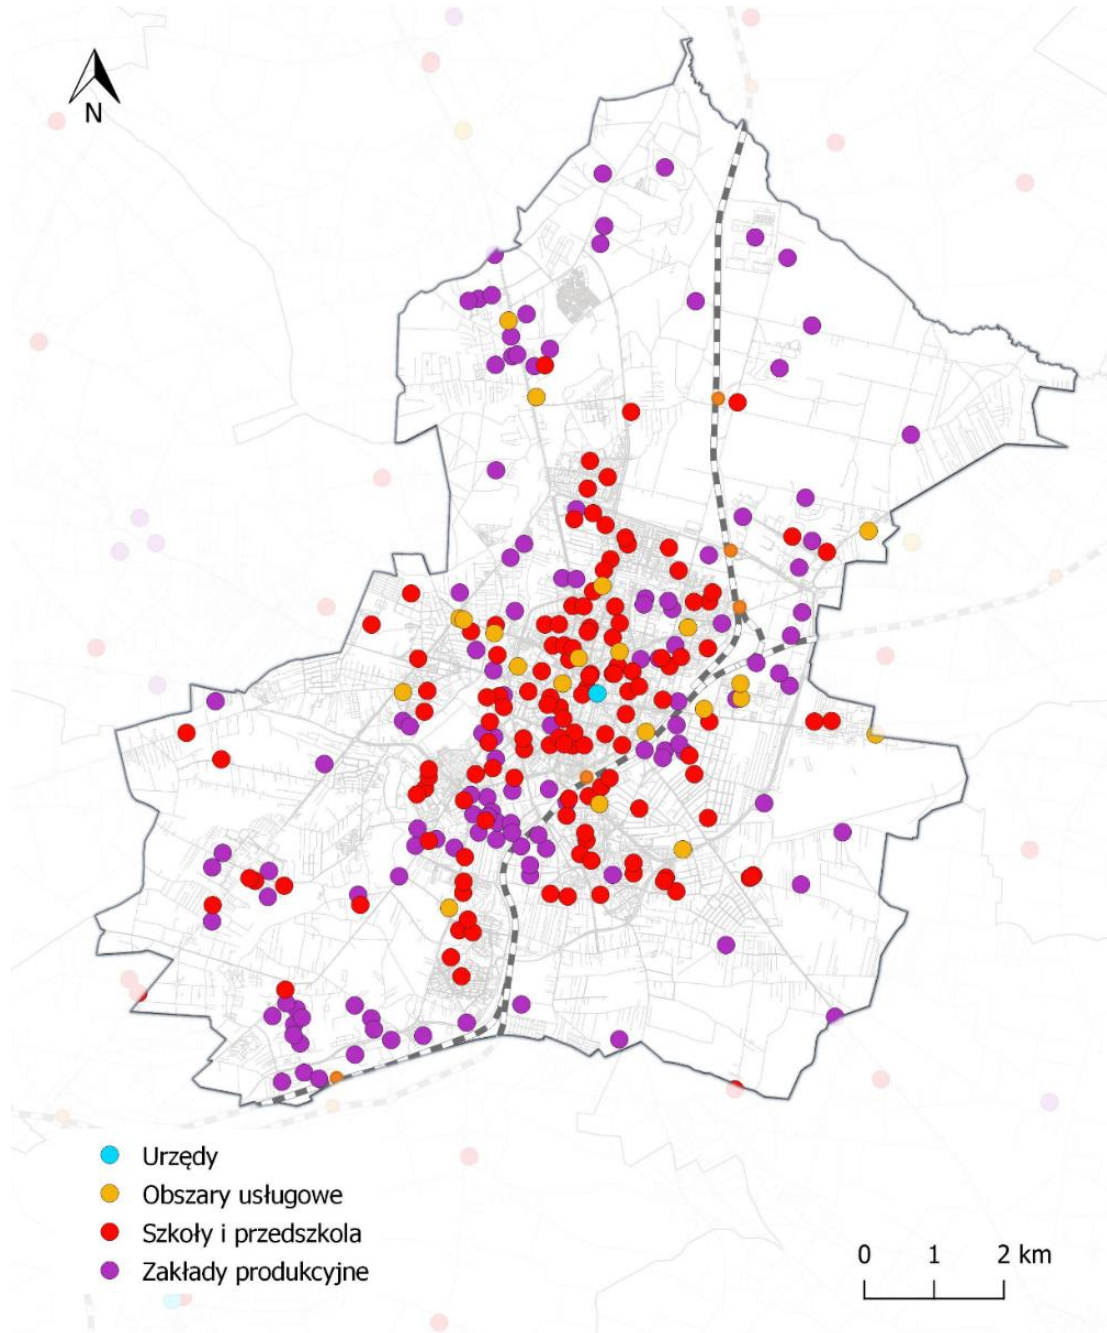 N
Urzędy
Obszary usługowe
Szkoły i przedszkola
Zakłady produkcyjne
0 1 2 km